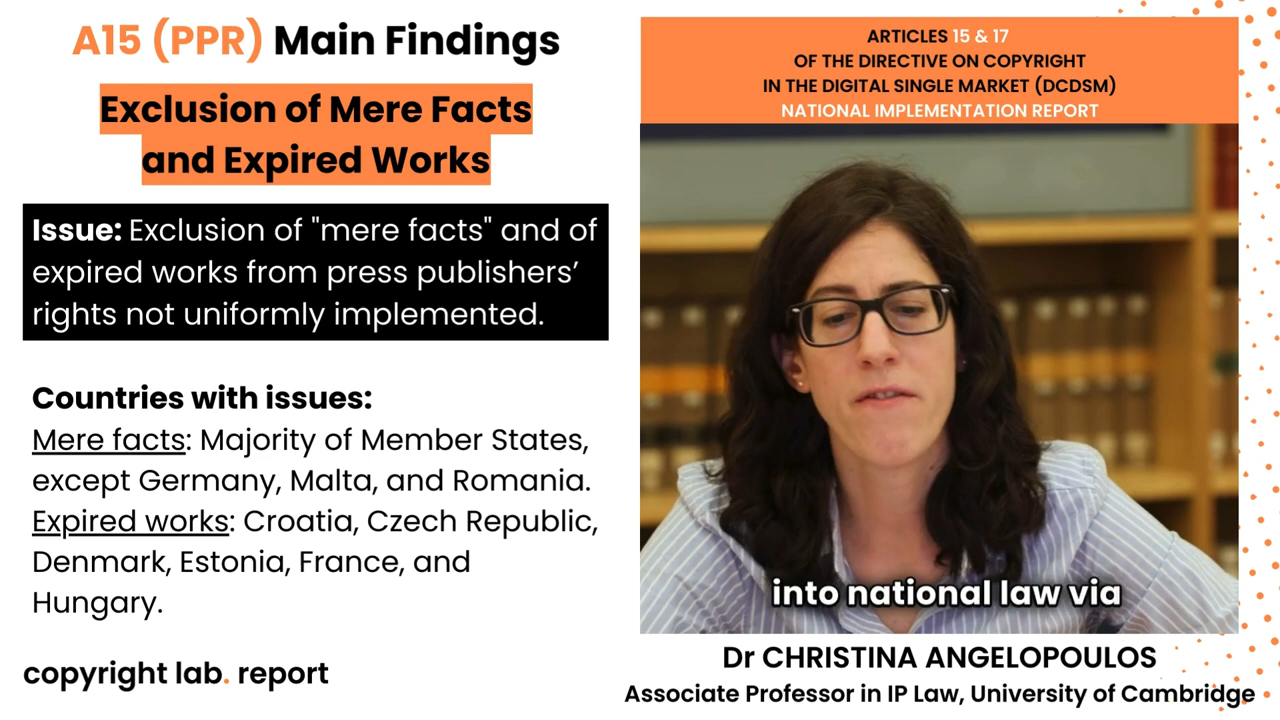 A15 (PPR) Main Findings
Exclusion of Mere Facts
and Expired Works
Issue: Exclusion of "mere facts" and of
expired works from press publishers’
rights not uniformly implemented.
Countries with issues:
Mere facts: Majority of Member States,
except Germany, Malta, and Romania.
Expired works: Croatia, Czech Republic,
Denmark, Estonia, France, and
Hungary.
copyright lab. report
ARTICLES 15 & 17
OF THE DIRECTIVE ON COPYRIGHT
IN THE DIGITAL SINGLE MARKET (DCDSM)
NATIONAL IMPLEMENTATION REPORT
into national law via
Dr CHRISTINA ANGELOPOULOS
Associate Professor in IP Law, University of Cambridge